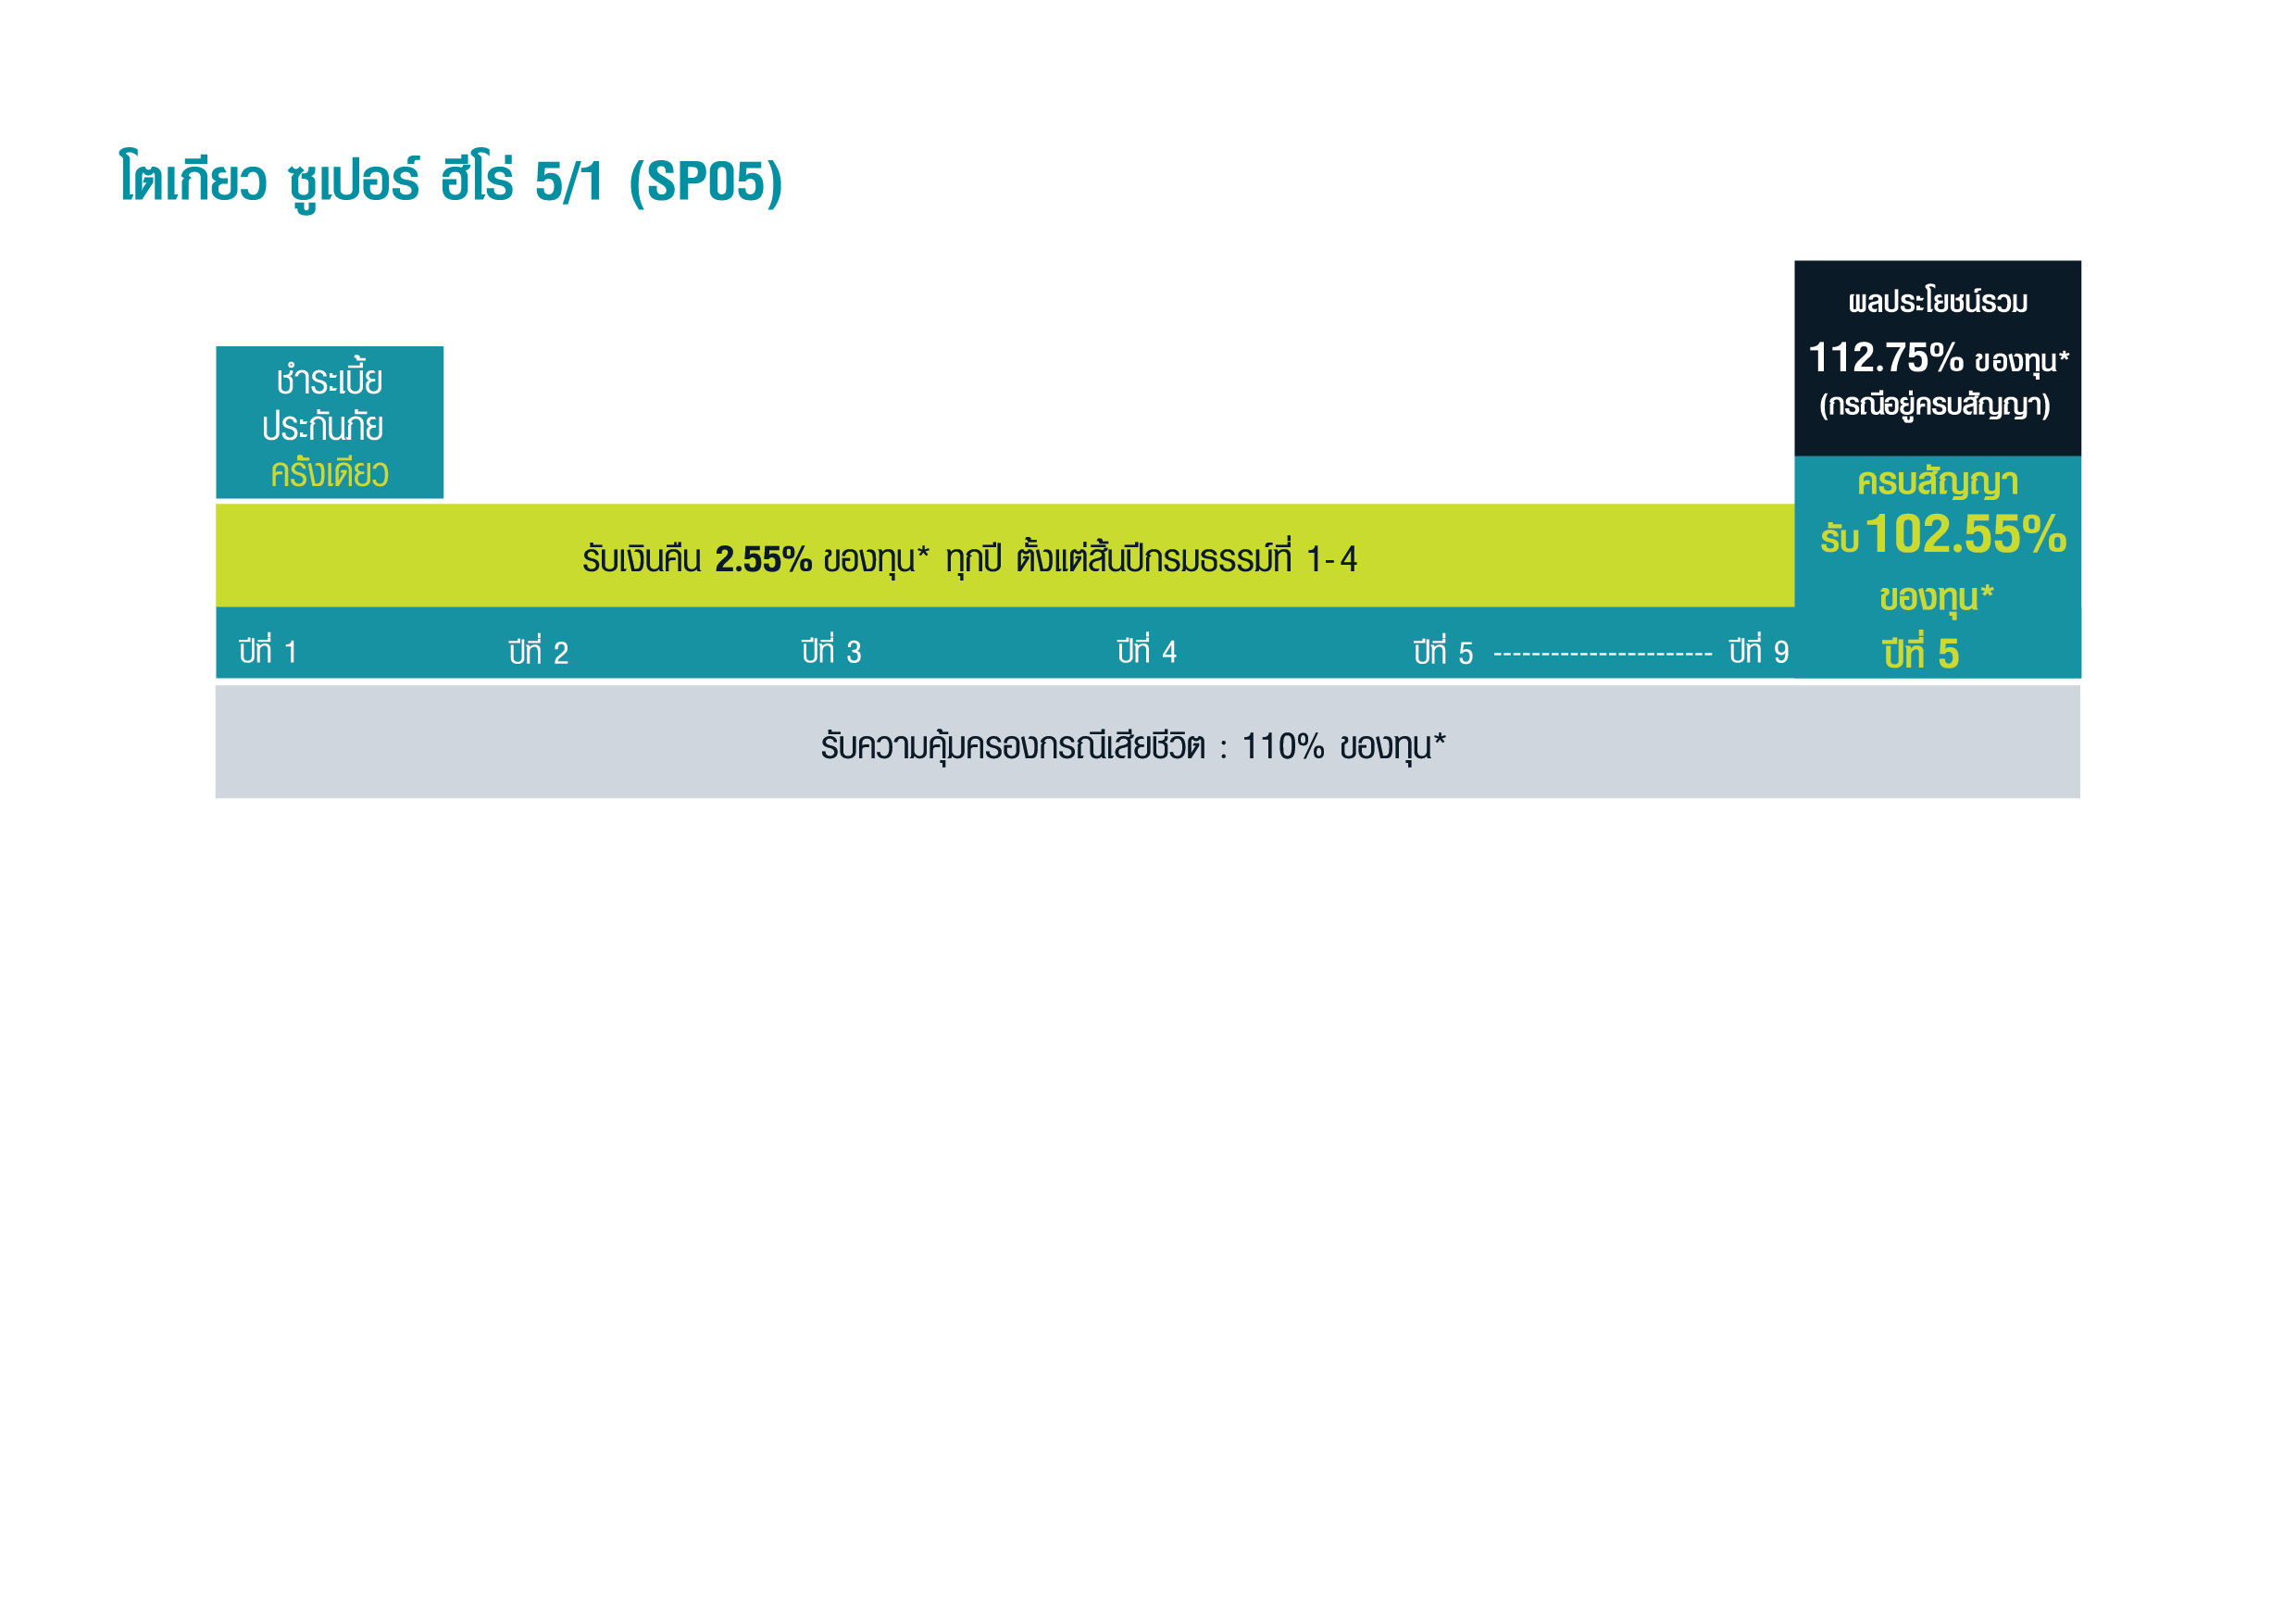 โตเกียว ซูเปอร์ ฮีโร่ 5/1 (SP05)
ผลประโยชน์รวม
112.75% ของทุน*
(กรณีอยู่ครบสัญญา)
ชำระเบี้ย
ประกันภัย
ครั้งเดียว
ครบสัญญา
รับ 102.55%
ของทุน*
ปีที่ 5
รับเงินคืน 2.55% ของทุน* ทุกปี ตั้งแต่สิ้นปีกรมธรรม์ที่ 1-4
ปีที่ 1 ปีที่ 2 ปีที่ 3 ปีที่ 4 ปีที่ 5 ----------------------- ปีที่ 9
รับความคุ้มครองกรณีเสียชีวิต : 110% ของทุน*